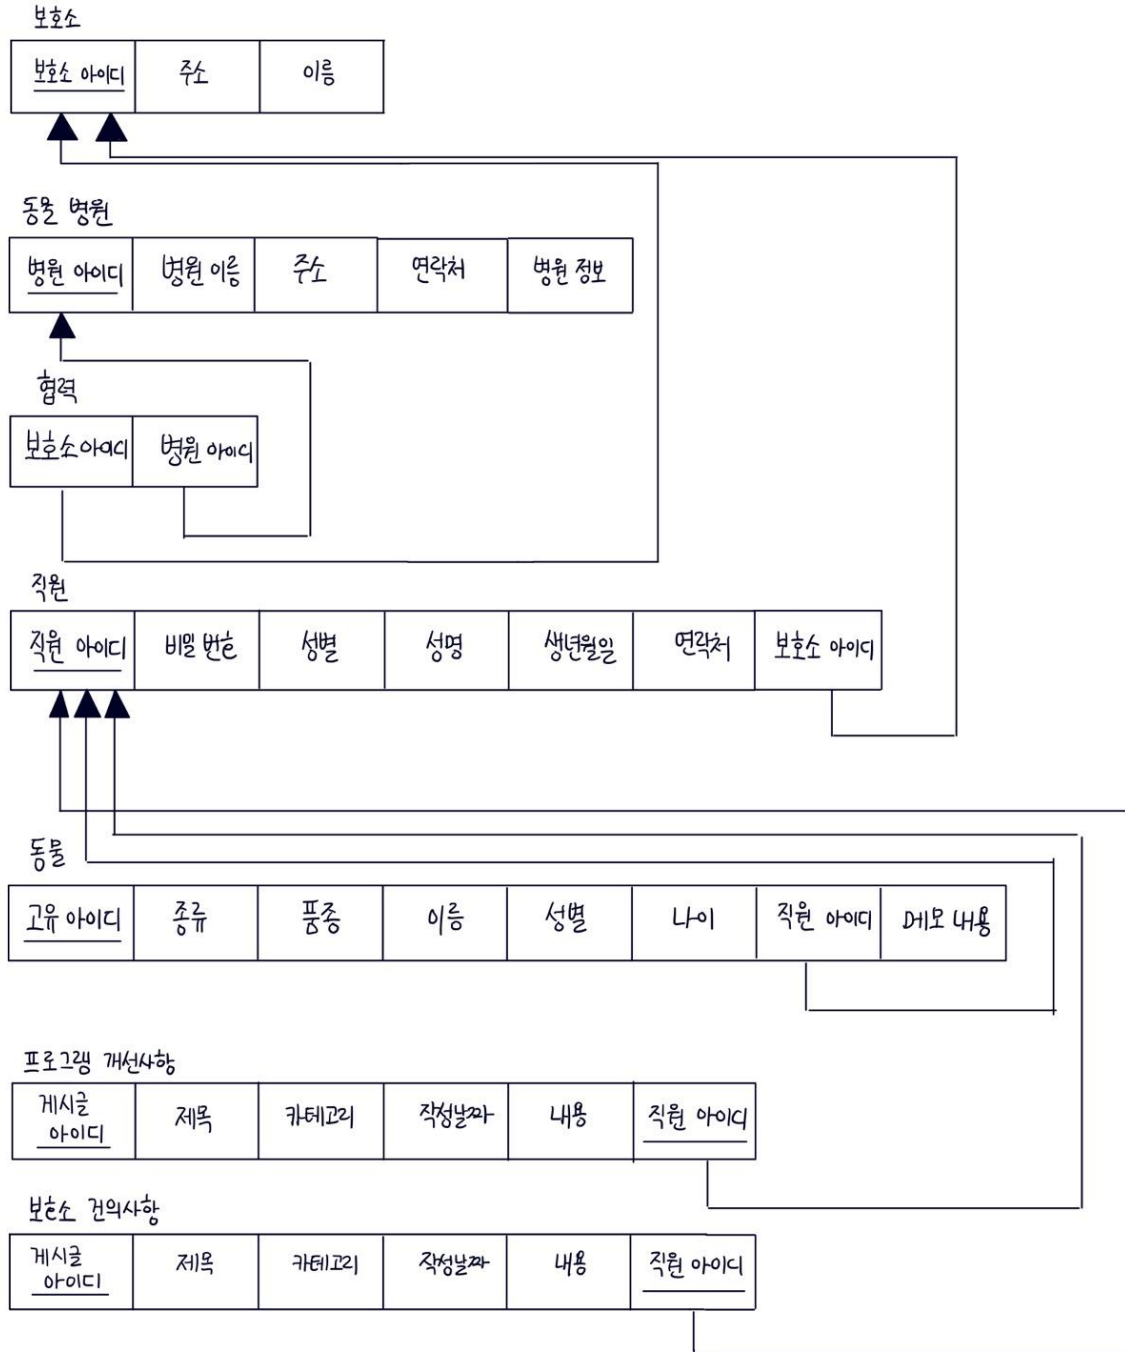 보호소
보호소 아이디 주소 이름
동물 병원
병원 아이디 병원 이름 주소 연락처 병원 정보
협력
보호소 아이디 병원 아이디
직원
직원 아이디 비밀 번호 성별 성명 생년월일 연락처 보호소 아이디
동물
고유 아이디 종류 품종 이름 성별 나이 직원 아이디 메모 내용
프로그램 개선사항
게시글
아이디 제목 카테고리 작성날짜 내용 직원 아이디
보호소 건의사항
게시글
아이디 제목 카테고리 작성날짜 내용 직원 아이디